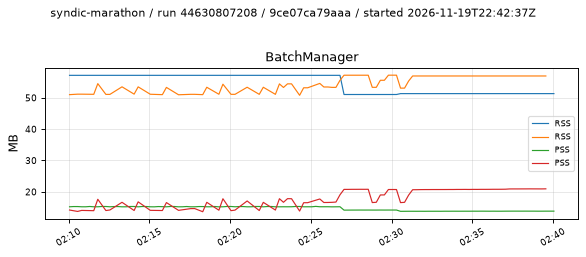 syndic-marathon / run 44630807208 / 9ce07ca79aaa / started 2026-11-19T22:42:37Z
BatchManager
MB
50
40
30
20
RSS
RSS
PSS
PSS
02:10
02:15
02:20
02:25
02:30
02:35
02:40